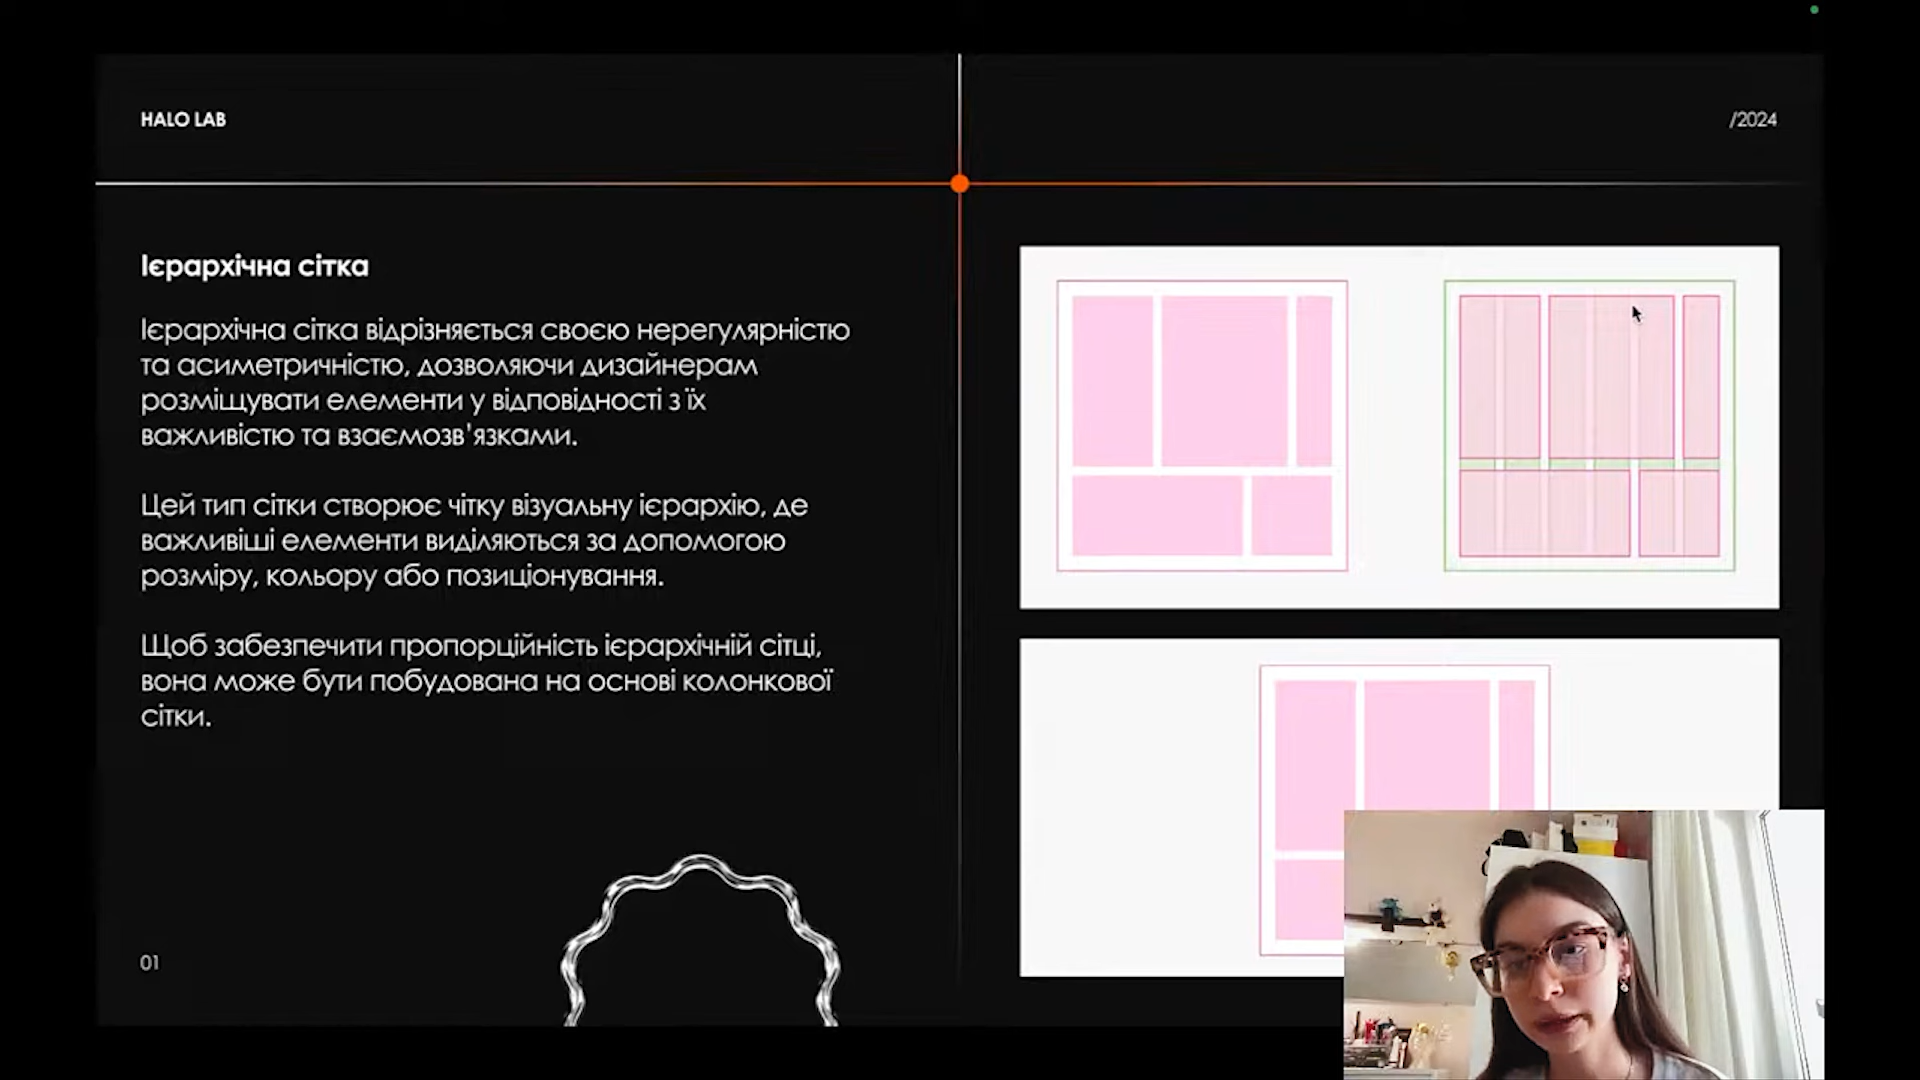 HALO LAB
/2024
Ієрархічна сітка
Ієрархічна сітка відрізняється своєю нерегулярністю
та асиметричністю, дозволяючи дизайнерам
розміщувати елементи у відповідності з їх
важливістю та взаємозв’язками.
Цей тип сітки створює чітку візуальну ієрархію, де
важливіші елементи виділяються за допомогою
розміру, кольору або позиціонування.
Щоб забезпечити пропорційність ієрархічній сітці,
вона може бути побудована на основі колонкової
сітки.
01